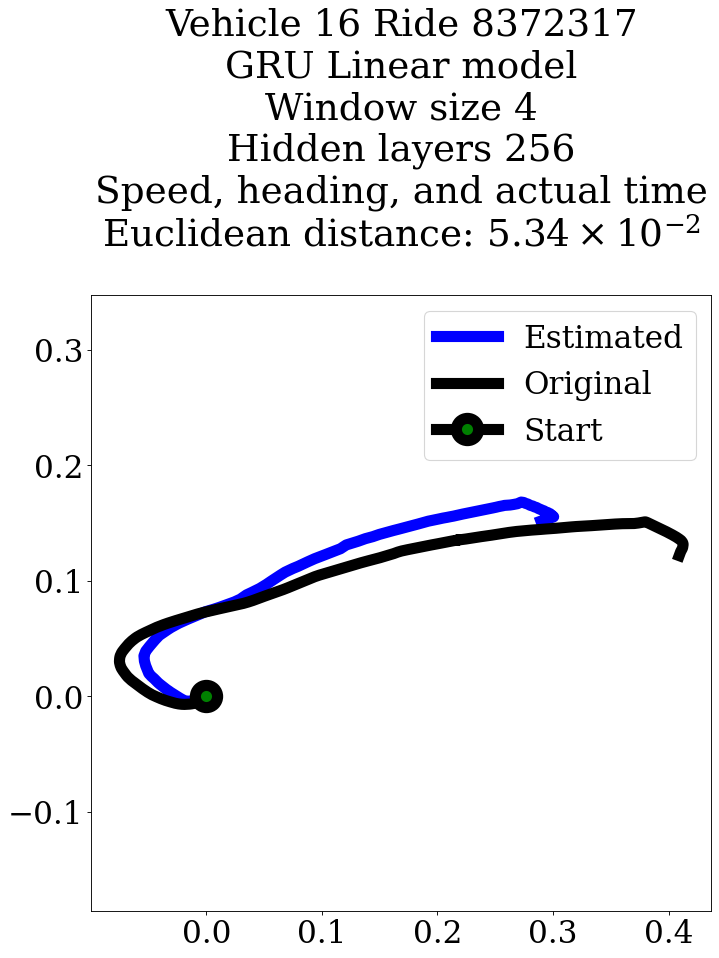 Vehicle 16 Ride 8372317
GRU Linear model
Window size 4
Hidden layers 256
Speed, heading, and actual time
Euclidean distance: 5.34 × 10⁻²
Estimated
Original
Start
0.3
0.2
0.1
0.0
−0.1
0.0 0.1 0.2 0.3 0.4